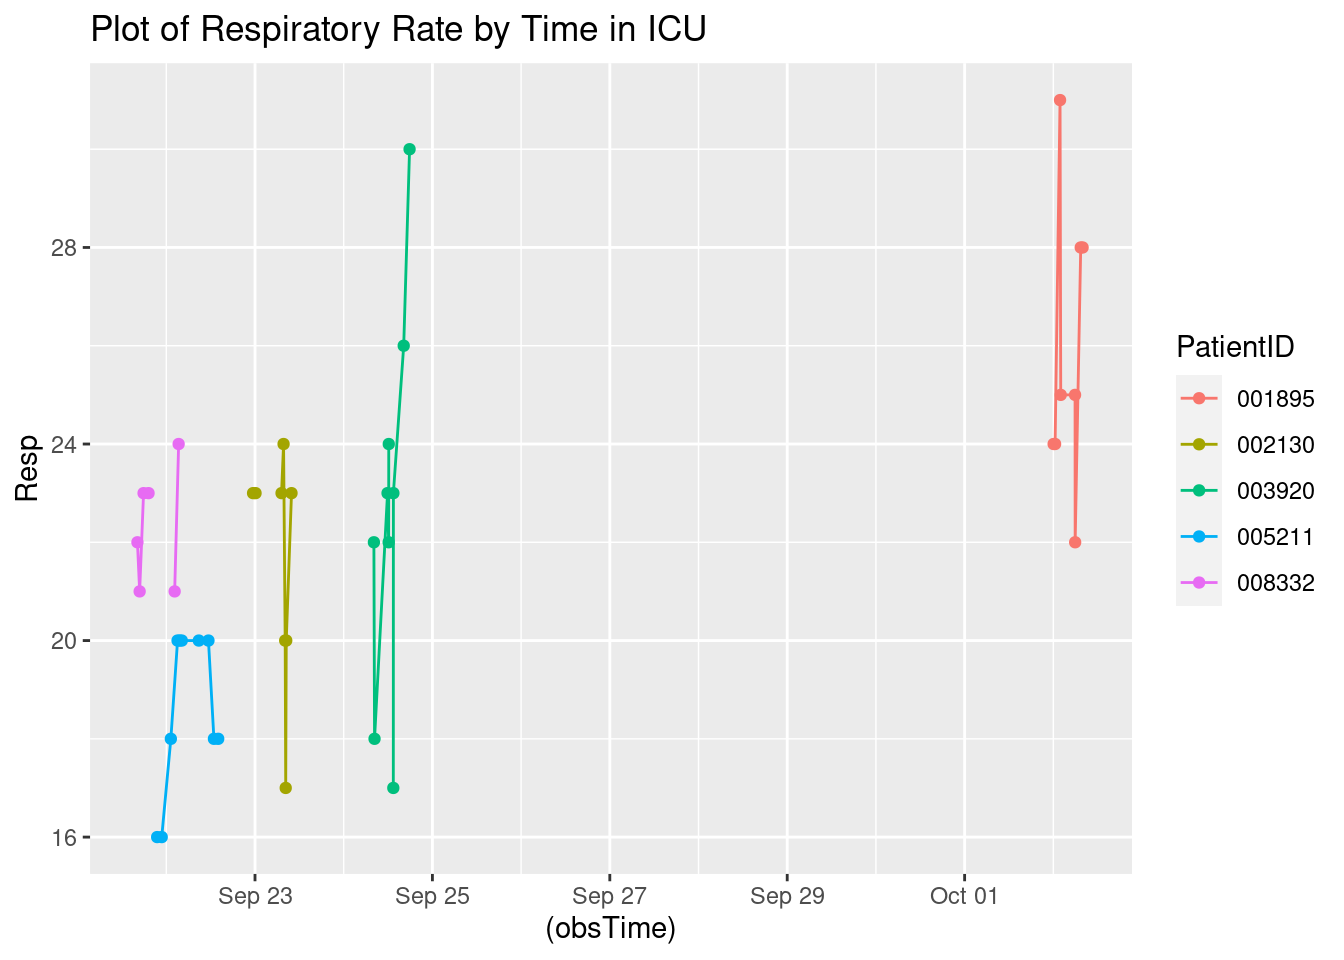 Plot of Respiratory Rate by Time in ICU
28
24
20
16
Resp
Sep 23 Sep 25 Sep 27 Sep 29 Oct 01
(obsTime)
PatientID
001895
002130
003920
005211
008332